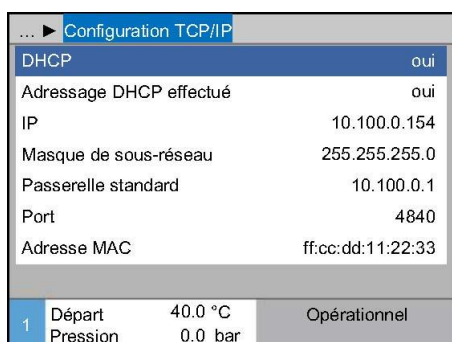 ... ► Configuration TCP/IP
DHCP oui
Adressage DHCP effectué oui
IP 10.100.0.154
Masque de sous-réseau 255.255.255.0
Passerelle standard 10.100.0.1
Port 4840
Adresse MAC ff:cc:dd:11:22:33
1 Départ 40.0 °C Opérationnel
Pression 0.0 bar